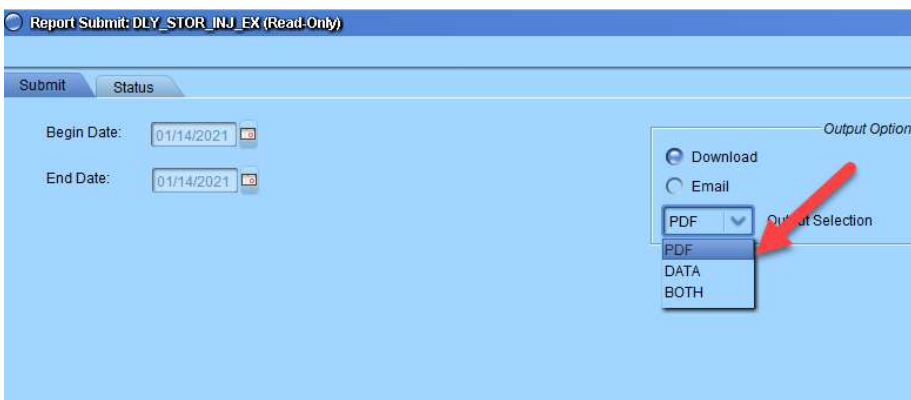 Report Submit: DLY_STOR_INJ_EX (Read-Only)
Submit Status
Begin Date: 01/14/2021
End Date: 01/14/2021
Output Option
Download
Email
PDF Output Selection
PDF
DATA
BOTH